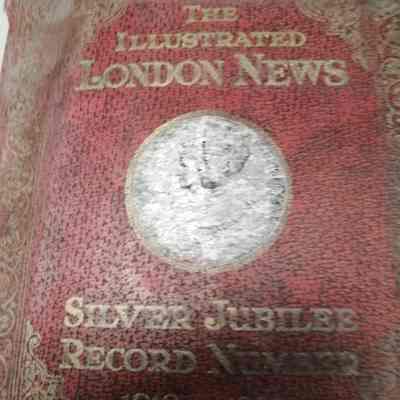 THE
ILLUSTRATED
LONDON NEWS
SILVER JUBILEE
RECORD NUMBER